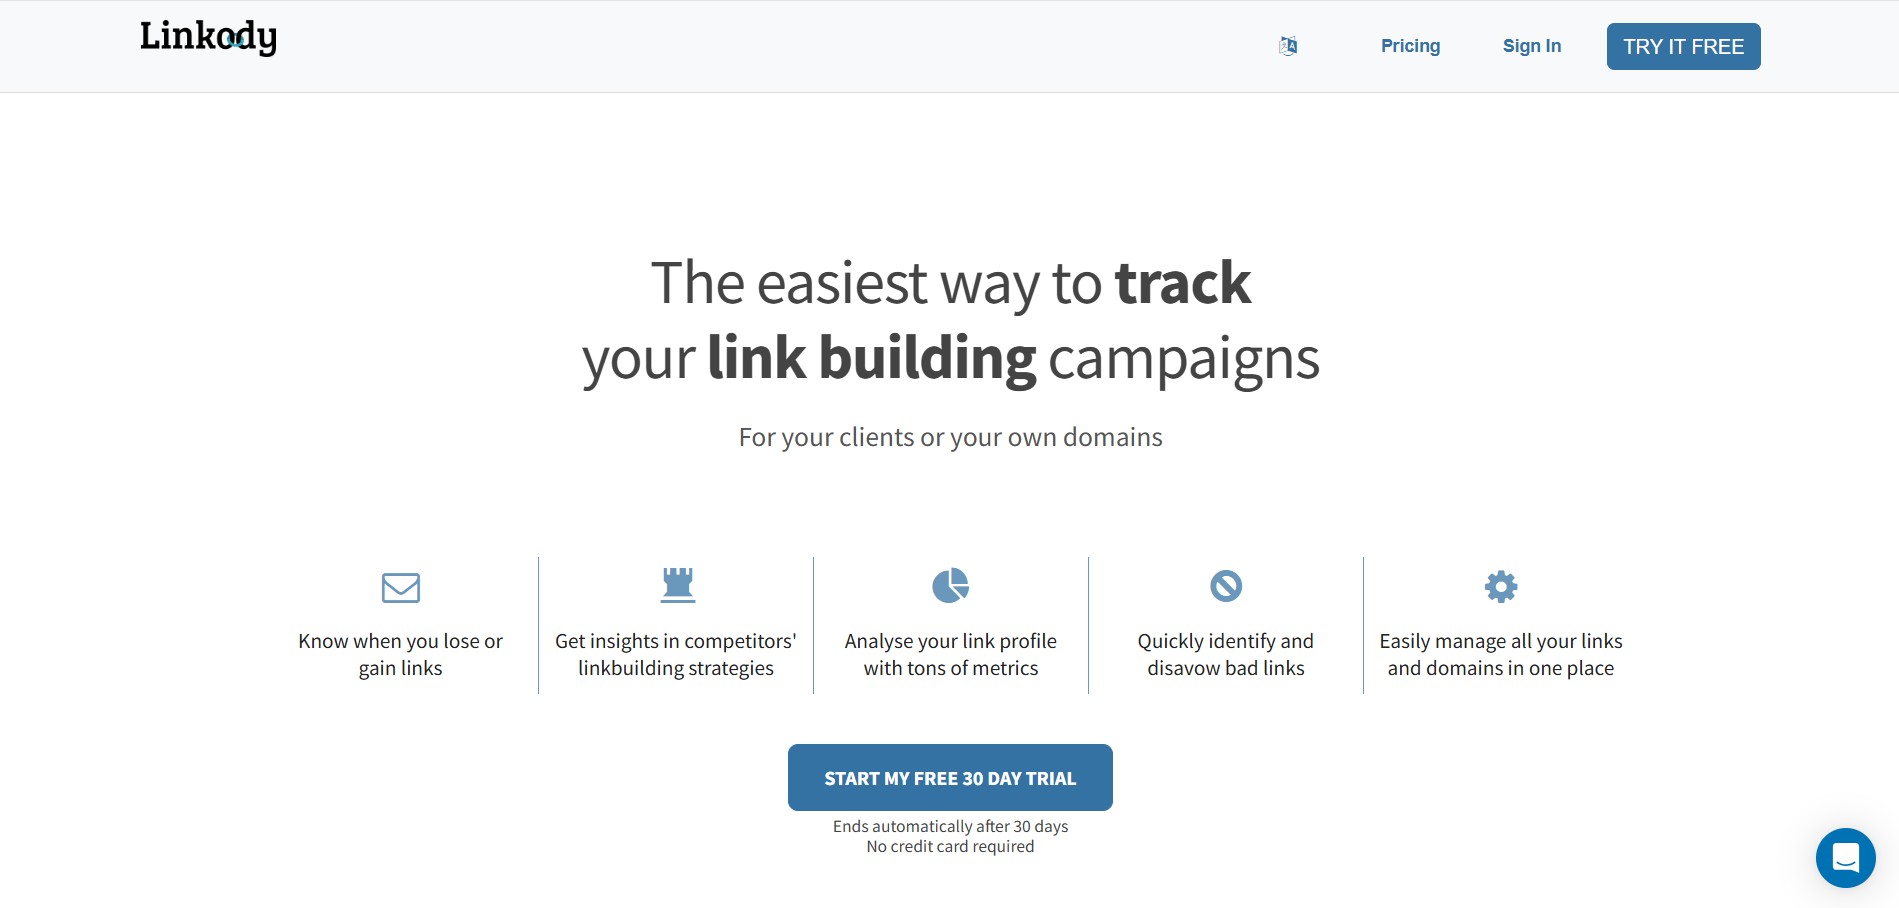 Linkody
Pricing
Sign In
TRY IT FREE
The easiest way to track
your link building campaigns
For your clients or your own domains
Know when you lose or
gain links
Get insights in competitors'
linkbuilding strategies
Analyse your link profile
with tons of metrics
Quickly identify and
disavow bad links
Easily manage all your links
and domains in one place
START MY FREE 30 DAY TRIAL
Ends automatically after 30 days
No credit card required